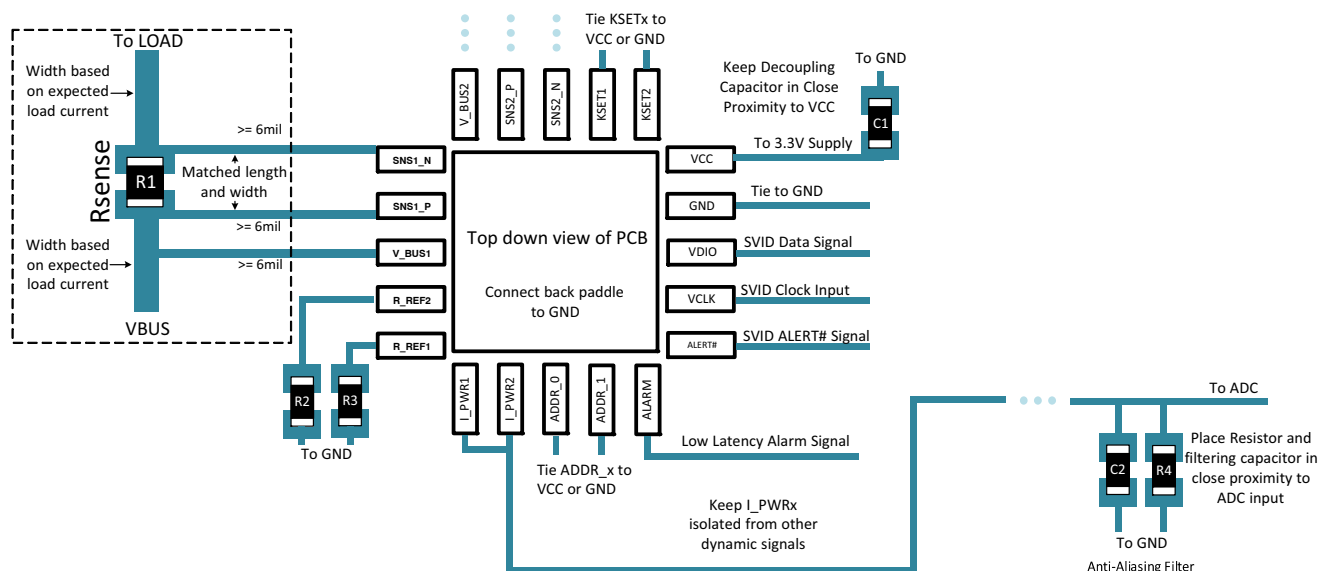 To LOAD
Width based
on expected
load current
>= 6mil
Rsense
R1
Matched length
and width
>= 6mil
Width based
on expected
load current
>= 6mil
VBUS
Tie KSETx to
VCC or GND
V_BUS2
SNS2_P
SNS2_N
KSET1
KSET2
Keep Decoupling
Capacitor in Close
Proximity to VCC
To GND
C1
SNS1_N
SNS1_P
V_BUS1
R_REF2
R_REF1
Top down view of PCB
Connect back paddle
to GND
VCC
To 3.3V Supply
GND
Tie to GND
VDIO
SVID Data Signal
VCLK
SVID Clock Input
ALERT#
SVID ALERT# Signal
R2
R3
To GND
I_PWR1
I_PWR2
ADDR_0
ADDR_1
ALARM
Low Latency Alarm Signal
Tie ADDR_x to
VCC or GND
Keep I_PWRx
isolated from other
dynamic signals
To ADC
C2
R4
Place Resistor and
filtering capacitor in
close proximity to
ADC input
To GND
Anti-Aliasing Filter